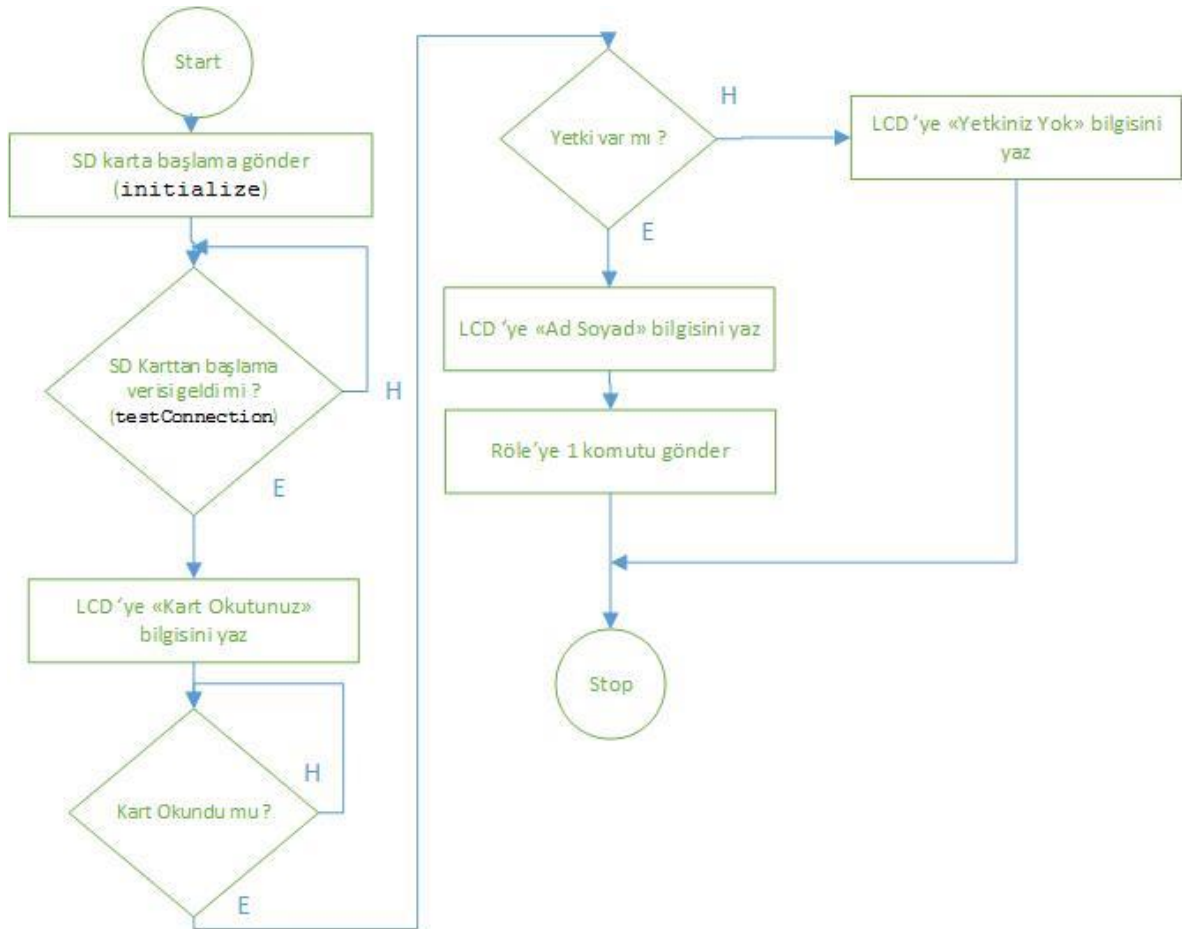 Start
SD karta başlama gönder
(initialize)
SD Karttan başlama
verisi geldi mi ?
(testConnection)
H
E
LCD 'ye «Kart Okutunuz»
bilgisini yaz
Kart Okundu mu ?
H
E
Yetki var mı ?
H
LCD 'ye «Yetkiniz Yok» bilgisini
yaz
E
LCD 'ye «Ad Soyad» bilgisini yaz
Röle'ye 1 komutu gönder
Stop